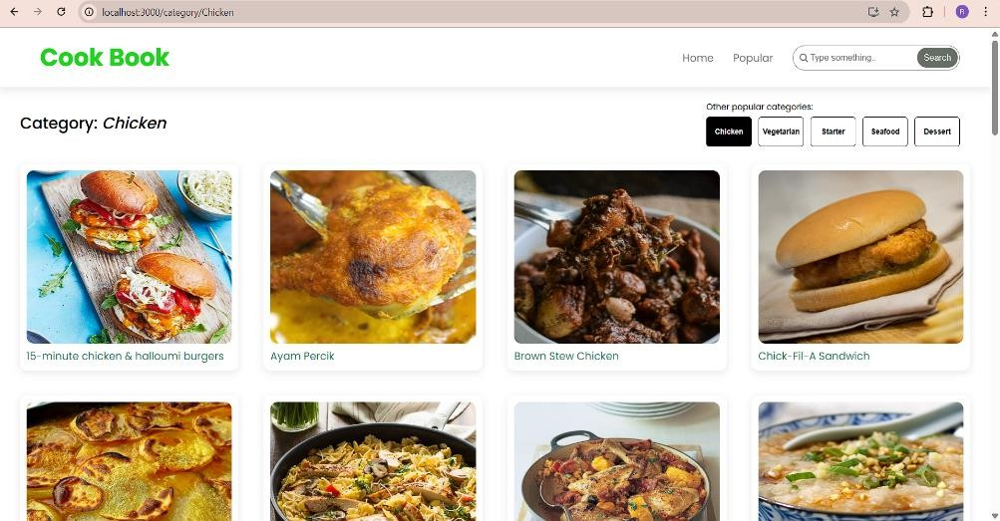 localhost:3000/category/Chicken
R
Cook Book
Home Popular Type something.. Search
Other popular categories:
Category: Chicken
Chicken Vegetarian Starter Seafood Dessert
15-minute chicken & halloumi burgers
Ayam Percik
Brown Stew Chicken
Chick-Fil-A Sandwich